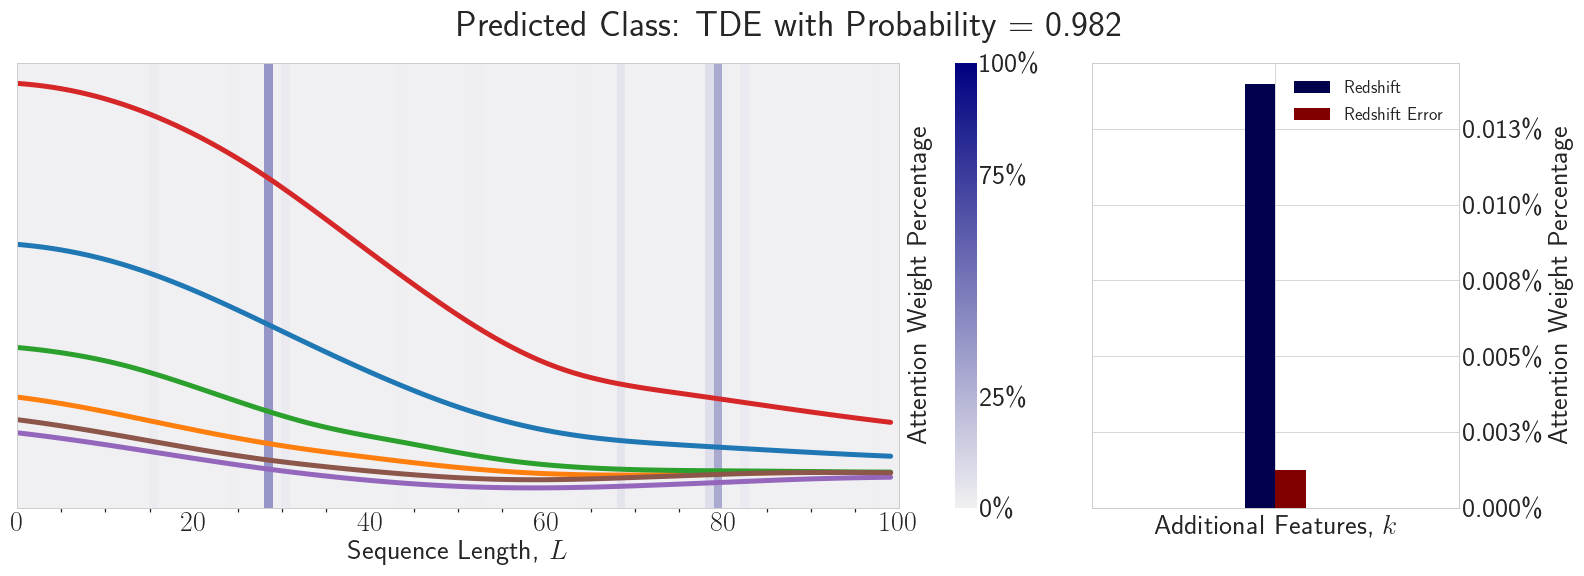 Predicted Class: TDE with Probability = 0.982
0 20 40 60 80 100
Sequence Length, L
100%
75%
25%
0%
Attention Weight Percentage
Redshift
Redshift Error
0.013%
0.010%
0.008%
0.005%
0.003%
0.000%
Attention Weight Percentage
Additional Features, k